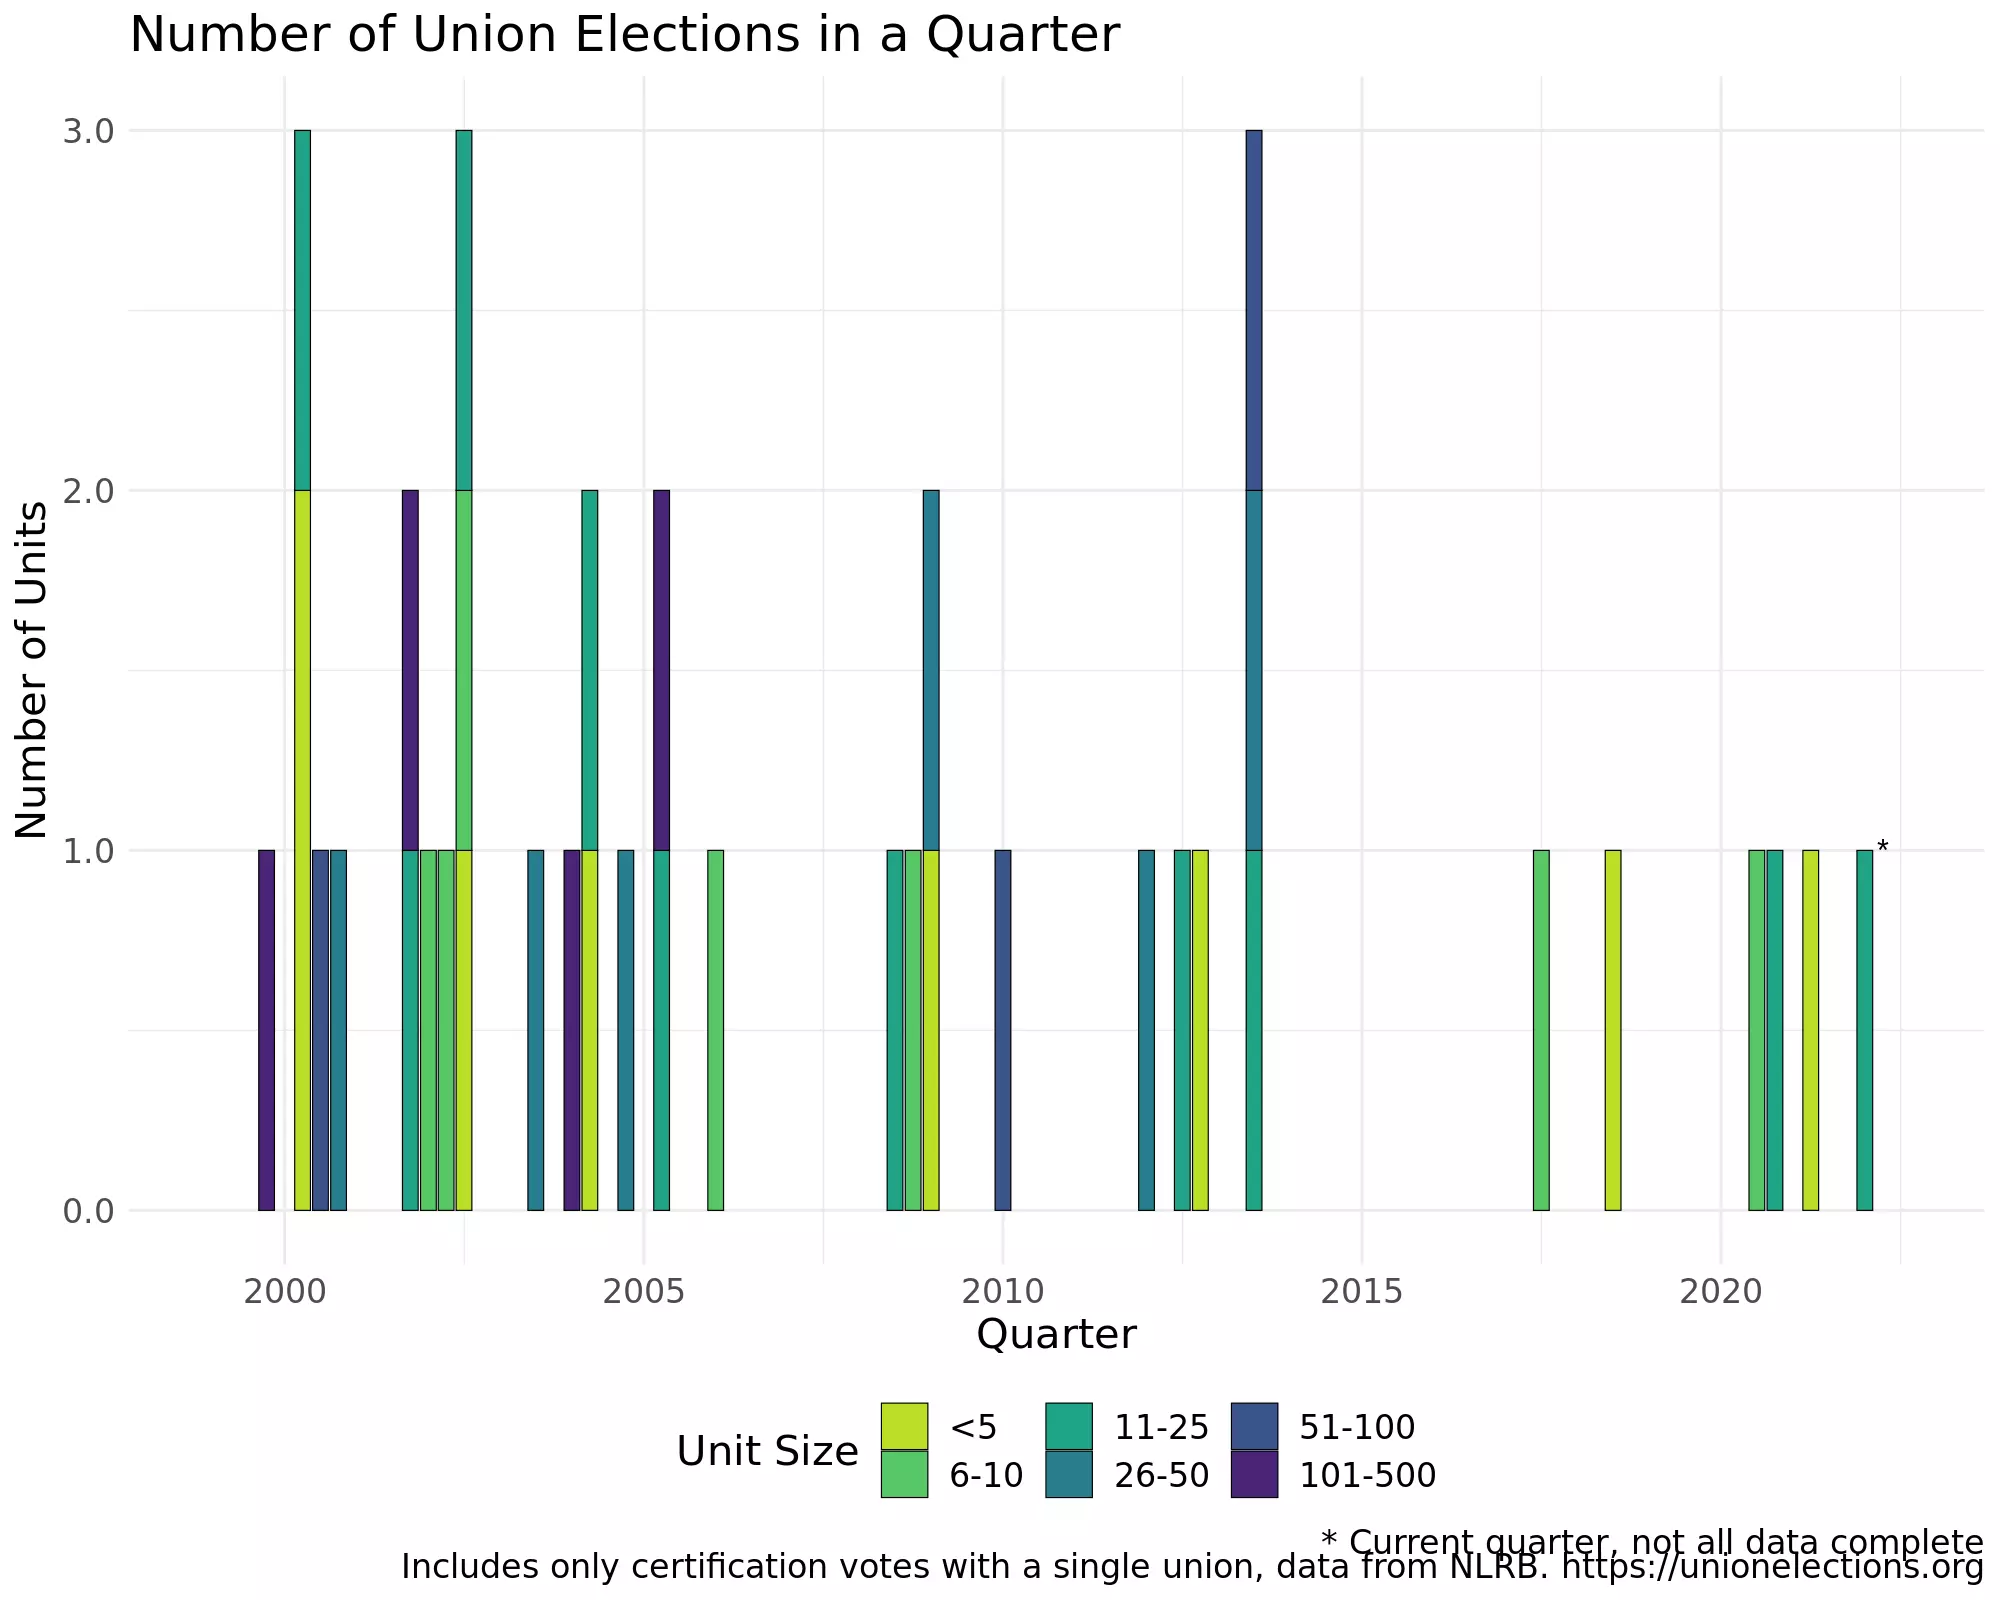 Number of Union Elections in a Quarter
Number of Units
3.0
2.0
1.0
0.0
*
2000 2005 2010 2015 2020
Quarter
Unit Size
<5 11-25 51-100
6-10 26-50 101-500
* Current quarter, not all data complete
Includes only certification votes with a single union, data from NLRB. https://unionelections.org